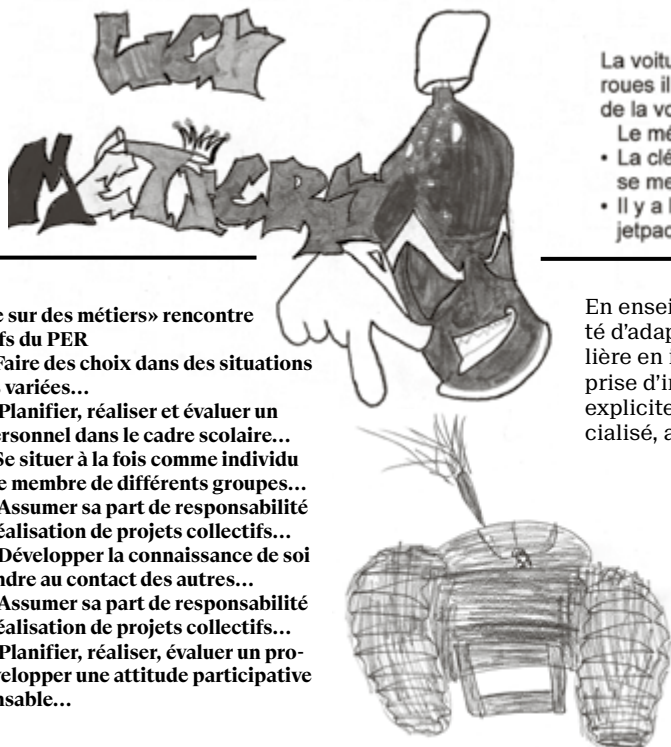 LES
MÉTIERS
La voitu
roues il
de la vo
Le mé
• La clé
se me
• Il y a l
jetpac
e sur des métiers» rencontre
fs du PER
Faire des choix dans des situations
variées…
Planifier, réaliser et évaluer un
ersonnel dans le cadre scolaire…
Se situer à la fois comme individu
e membre de différents groupes…
Assumer sa part de responsabilité
éalisation de projets collectifs…
Développer la connaissance de soi
ndre au contact des autres…
Assumer sa part de responsabilité
éalisation de projets collectifs…
Planifier, réaliser, évaluer un pro-
velopper une attitude participative
nsable…
En ensei
té d'adap
lière en i
prise d'in
explicite
cialisé, a